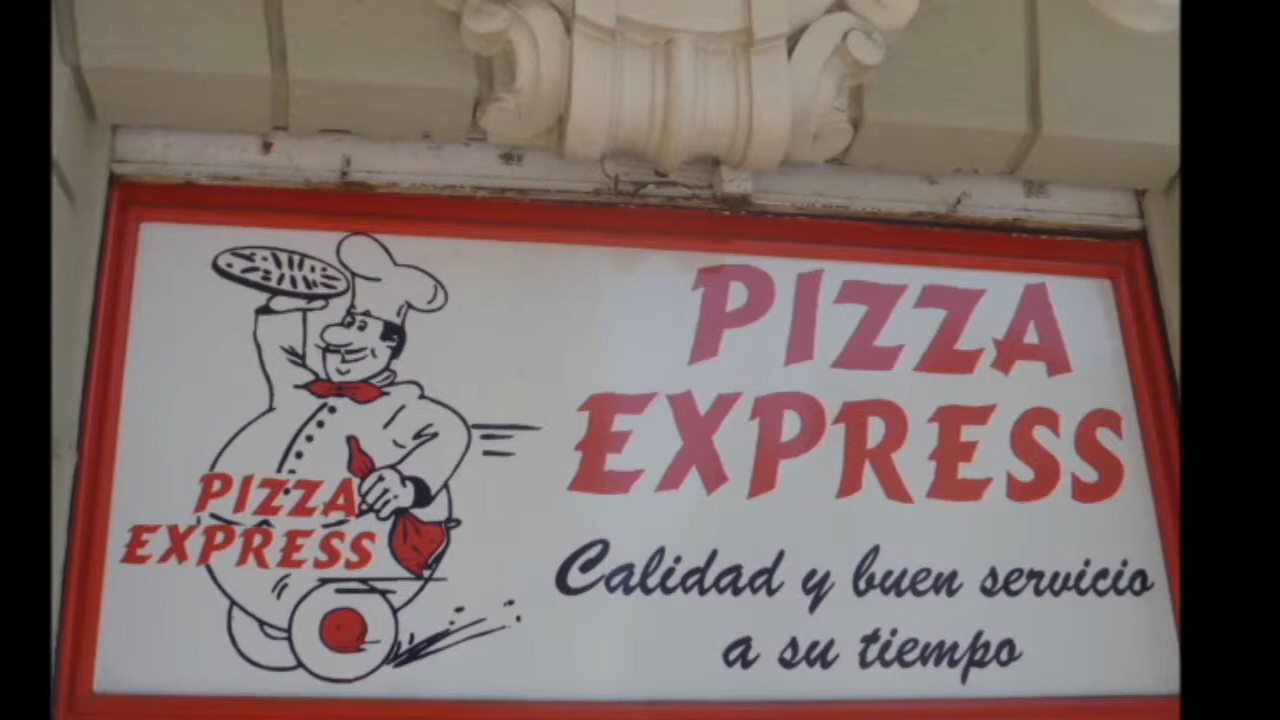 PIZZA
EXPRESS
Calidad y buen servicio
a su tiempo
PIZZA
EXPRESS